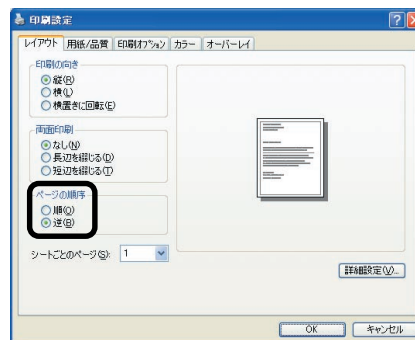 印刷設定
レイアウト 用紙/品質 印刷ｵﾌﾟｼｮﾝ カラー オーバーレイ
印刷の向き
縦(P)
横(L)
横置きに回転(E)
両面印刷
なし(N)
長辺を綴じる(D)
短辺を綴じる(T)
ページの順序
順(O)
逆(R)
シートごとのページ(S): 1
詳細設定(V)...
OK キャンセル